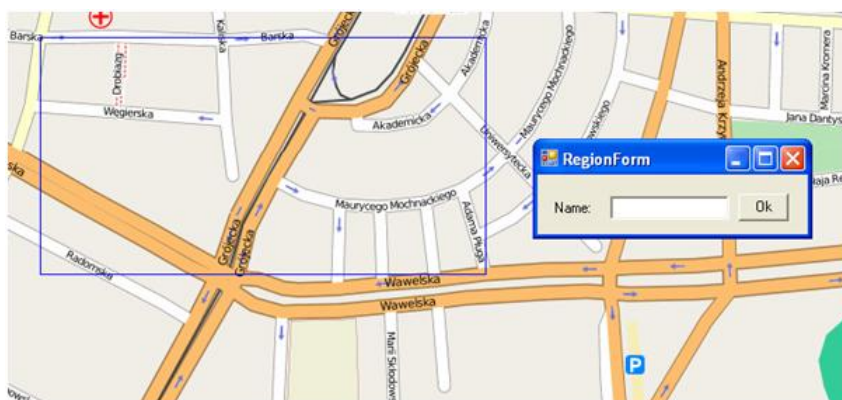 Barska
Barska
Kaliska
Drobiazg
Węgierska
Grójecka
Grójecka
Akademicka
Akademicka
Maurycego Mochnackiego
Uniwersytecka
Andrzeja Krzy
Marcina Kromera
Jana Dantys
RegionForm
Name:
Ok
Maurycego Mochnackiego
Adama Pługa
Grójecka
Grójecka
Radomska
Wawelska
Wawelska
Marii Skłodows
P